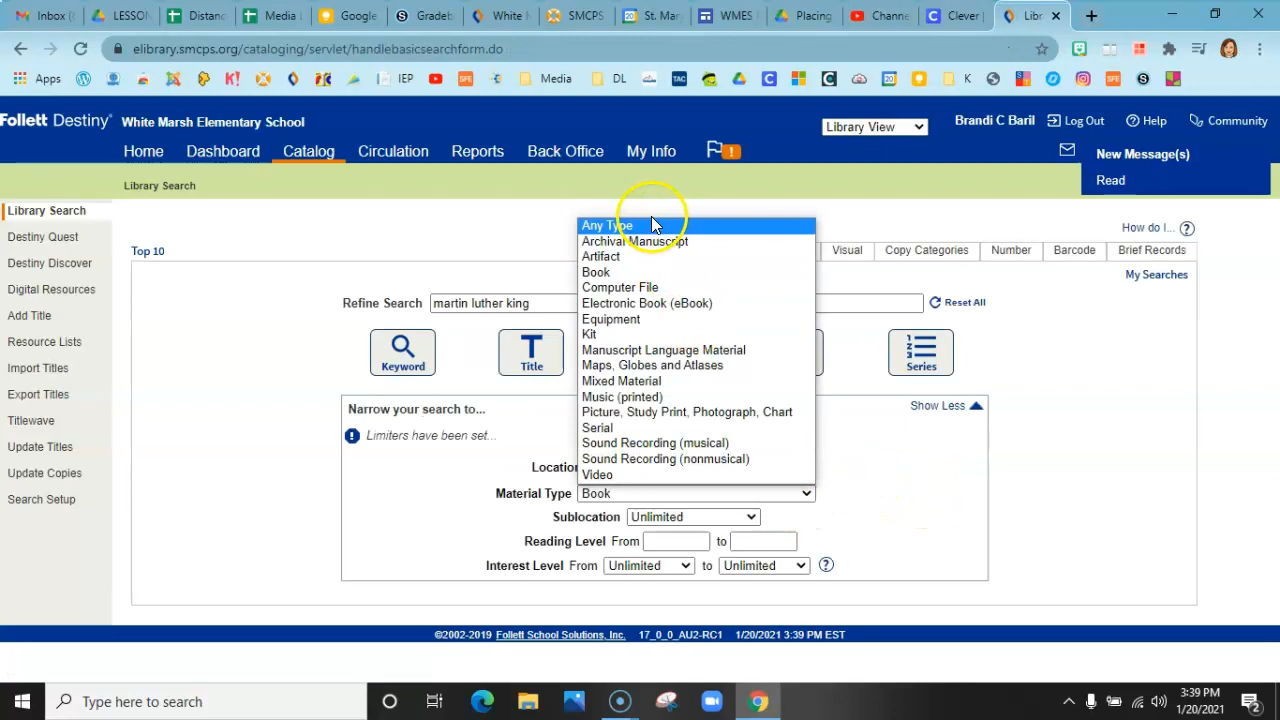 Inbox (
LESSON
Distanc
Media L
Google
Gradeb
White H
SMCPS
St. Mar
WMES
Placing
Channe
Clever |
Libr
elibrary.smcps.org/cataloging/servlet/handlebasicsearchform.do
Apps
IEP
Media
DL
K
Follett Destiny White Marsh Elementary School
Library View
Brandi C Baril Log Out Help Community
Home Dashboard Catalog Circulation Reports Back Office My Info
New Message(s)
Read
Library Search
Library Search
Destiny Quest
Destiny Discover
Digital Resources
Add Title
Resource Lists
Import Titles
Export Titles
Titlewave
Update Titles
Update Copies
Search Setup
How do I...
Top 10
Visual Copy Categories Number Barcode Brief Records
My Searches
Refine Search martin luther king
Reset All
Keyword
Title
Series
Any Type
Archival Manuscript
Artifact
Book
Computer File
Electronic Book (eBook)
Equipment
Kit
Manuscript Language Material
Maps, Globes and Atlases
Mixed Material
Music (printed)
Picture, Study Print, Photograph, Chart
Serial
Sound Recording (musical)
Sound Recording (nonmusical)
Video
Narrow your search to...
Show Less
Limiters have been set...
Locatio
Material Type Book
Sublocation Unlimited
Reading Level From to
Interest Level From Unlimited to Unlimited
©2002-2019 Follett School Solutions, Inc. 17_0_0_AU2-RC1 1/20/2021 3:39 PM EST
Type here to search
3:39 PM
1/20/2021
2